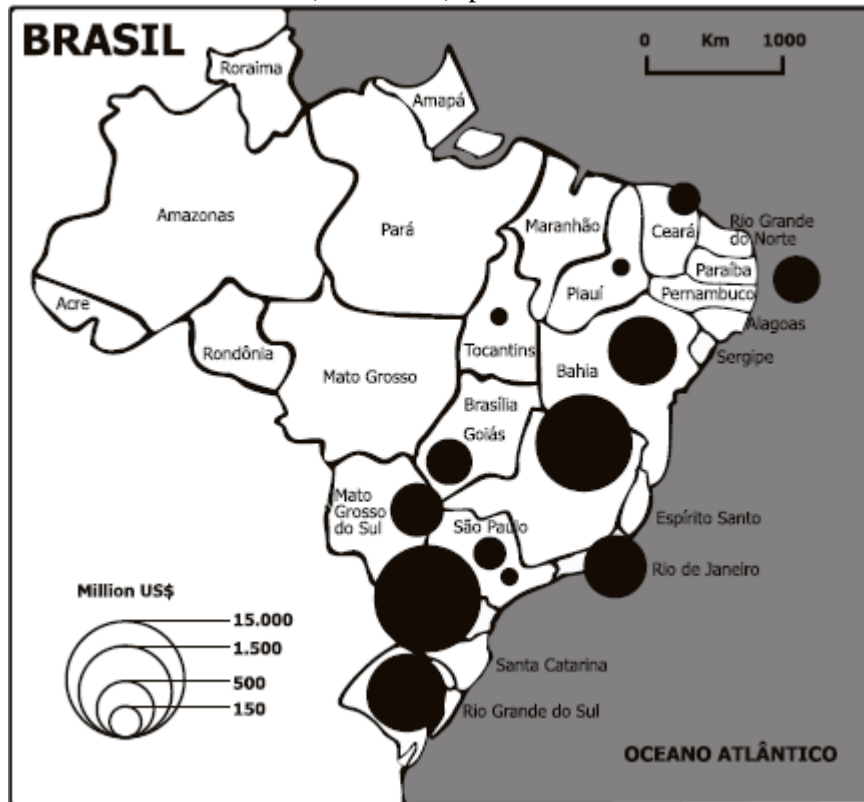 BRASIL
0 Km 1000
Roraima
Amapá
Amazonas
Pará
Maranhão
Ceará
Rio Grande
do Norte
Paraíba
Piauí
Pernambuco
Acre
Alagoas
Rondônia
Tocantins
Sergipe
Mato Grosso
Bahia
Brasília
Goiás
Mato
Grosso
do Sul
São Paulo
Espírito Santo
Rio de Janeiro
Million US$
15.000
1.500
500
150
Santa Catarina
Rio Grande do Sul
OCEANO ATLÂNTICO